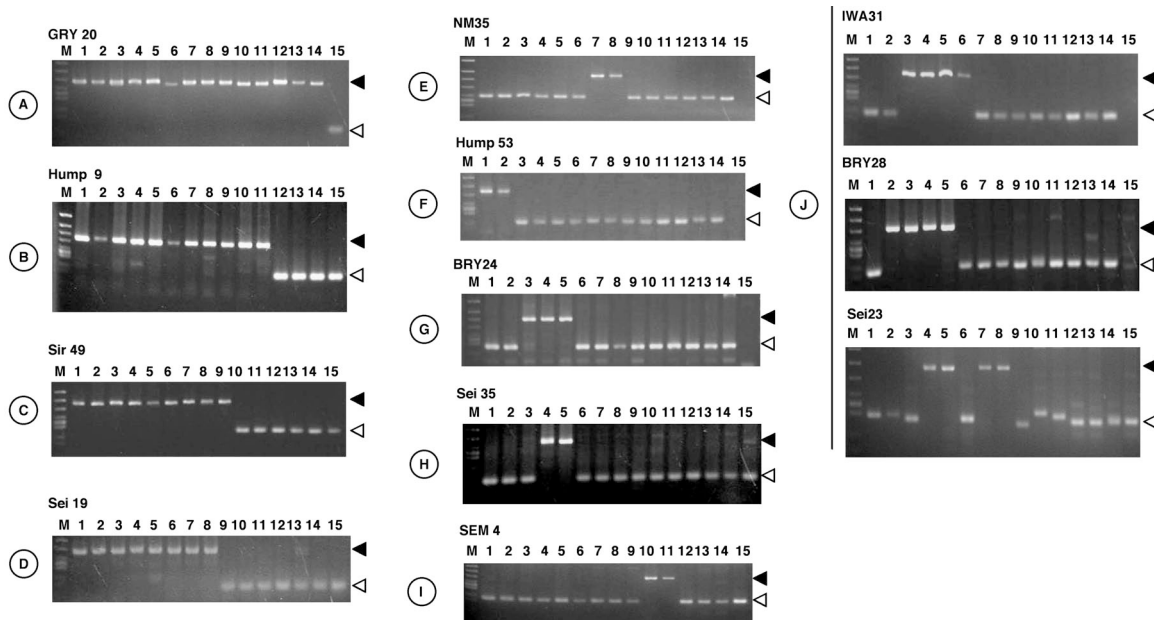 GRY 20
M 1 2 3 4 5 6 7 8 9 10 11 12 13 14 15
A
Hump 9
M 1 2 3 4 5 6 7 8 9 10 11 12 13 14 15
B
Sir 49
M 1 2 3 4 5 6 7 8 9 10 11 12 13 14 15
C
Sei 19
M 1 2 3 4 5 6 7 8 9 10 11 12 13 14 15
D
NM35
M 1 2 3 4 5 6 7 8 9 10 11 12 13 14 15
E
Hump 53
M 1 2 3 4 5 6 7 8 9 10 11 12 13 14 15
F
BRY24
M 1 2 3 4 5 6 7 8 9 10 11 12 13 14 15
G
Sei 35
M 1 2 3 4 5 6 7 8 9 10 11 12 13 14 15
H
SEM 4
M 1 2 3 4 5 6 7 8 9 10 11 12 13 14 15
I
IWA31
M 1 2 3 4 5 6 7 8 9 10 11 12 13 14 15
BRY28
M 1 2 3 4 5 6 7 8 9 10 11 12 13 14 15
J
Sei23
M 1 2 3 4 5 6 7 8 9 10 11 12 13 14 15